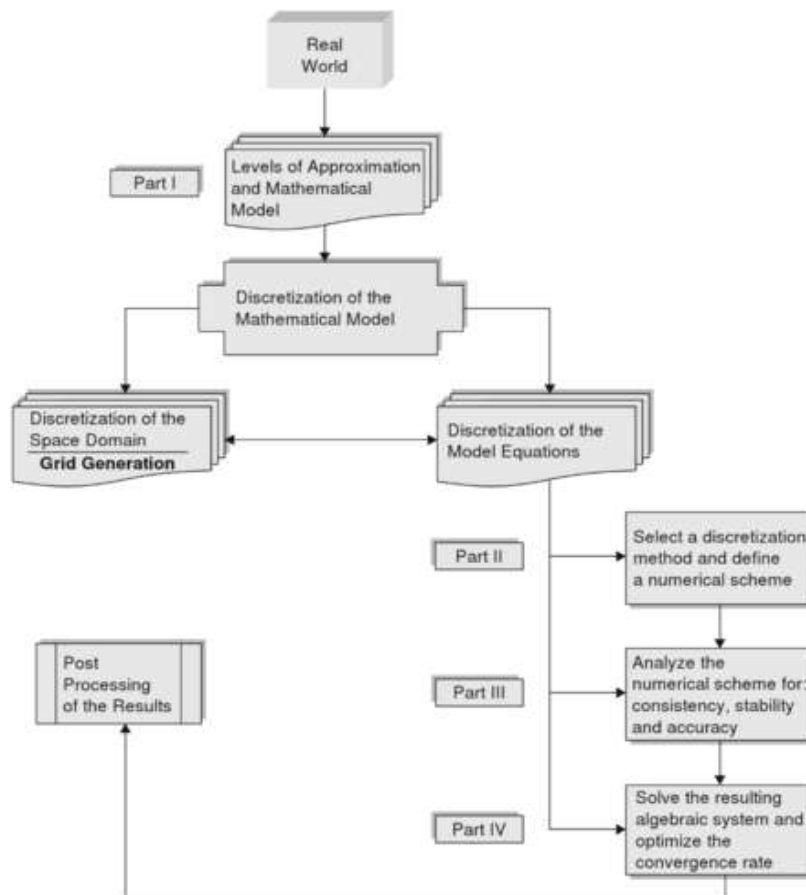 Real
World
Part I
Levels of Approximation
and Mathematical
Model
Discretization of the
Mathematical Model
Discretization of the
Space Domain
Grid Generation
Discretization of the
Model Equations
Part II
Select a discretization
method and define
a numerical scheme
Post
Processing
of the Results
Part III
Analyze the
numerical scheme for:
consistency, stability
and accuracy
Part IV
Solve the resulting
algebraic system and
optimize the
convergence rate